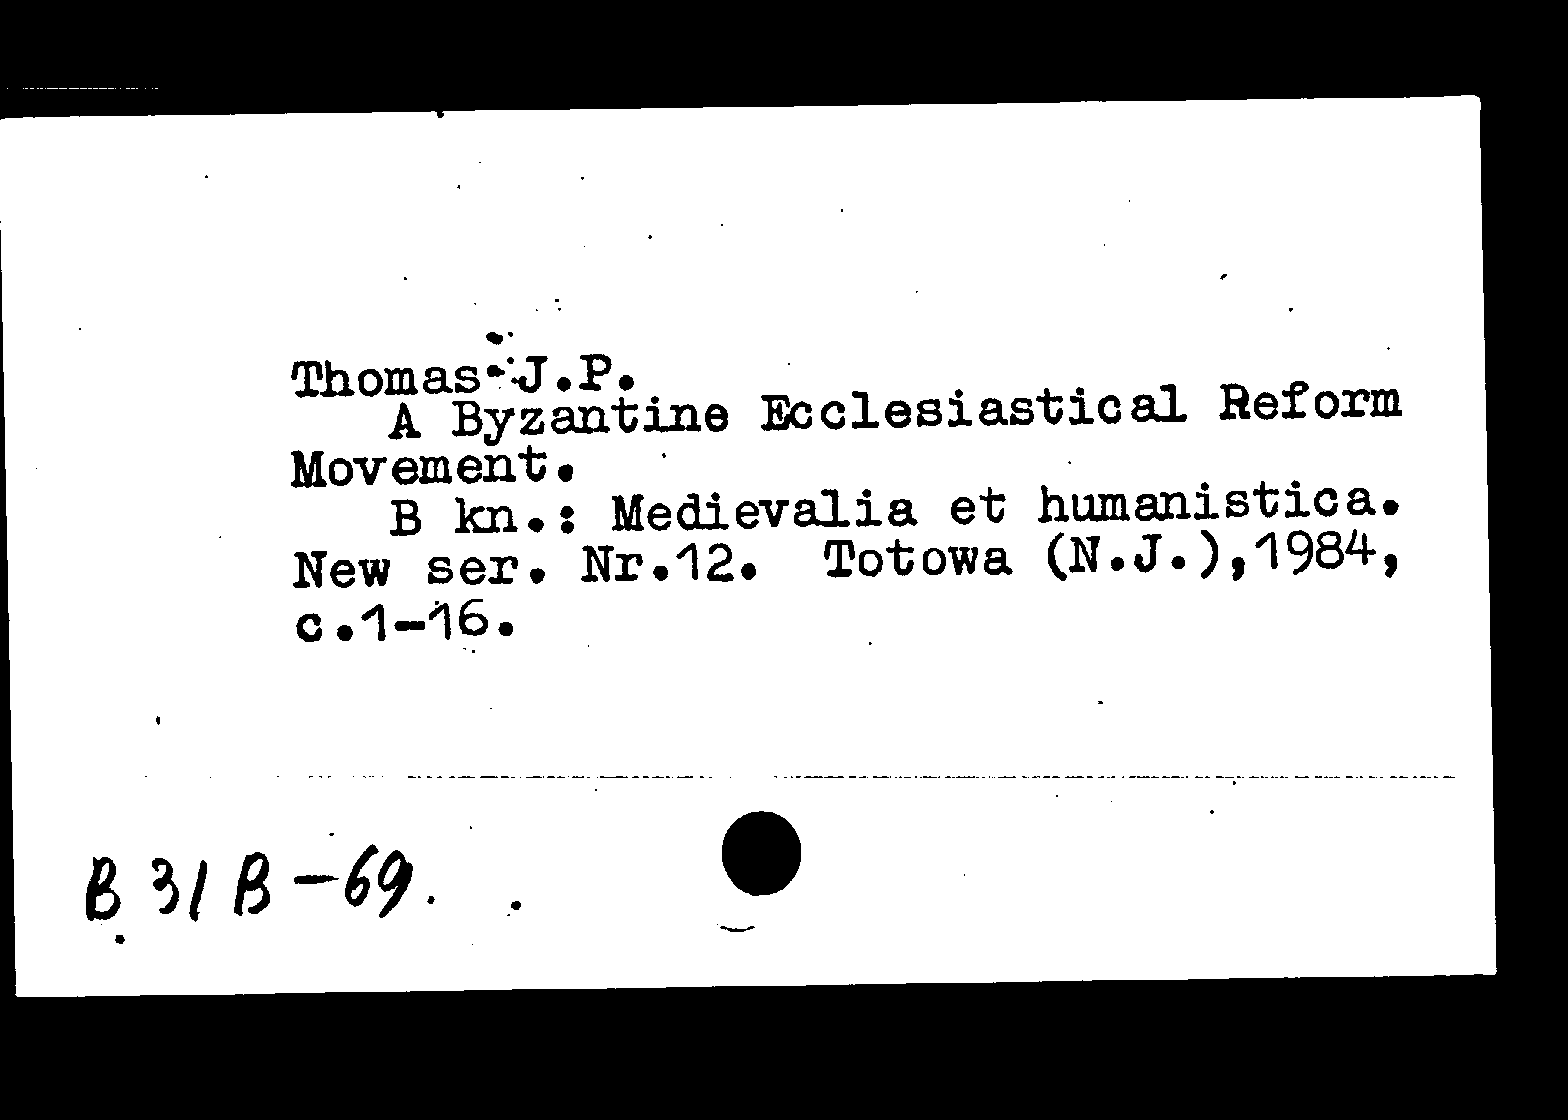 Thomas J.P.
A Byzantine Ecclesiastical Reform
Movement.
B kn.: Medievalia et humanistica.
New ser. Nr.12. Totowa (N.J.),1984,
c.1-16.
B 31 B - 69.